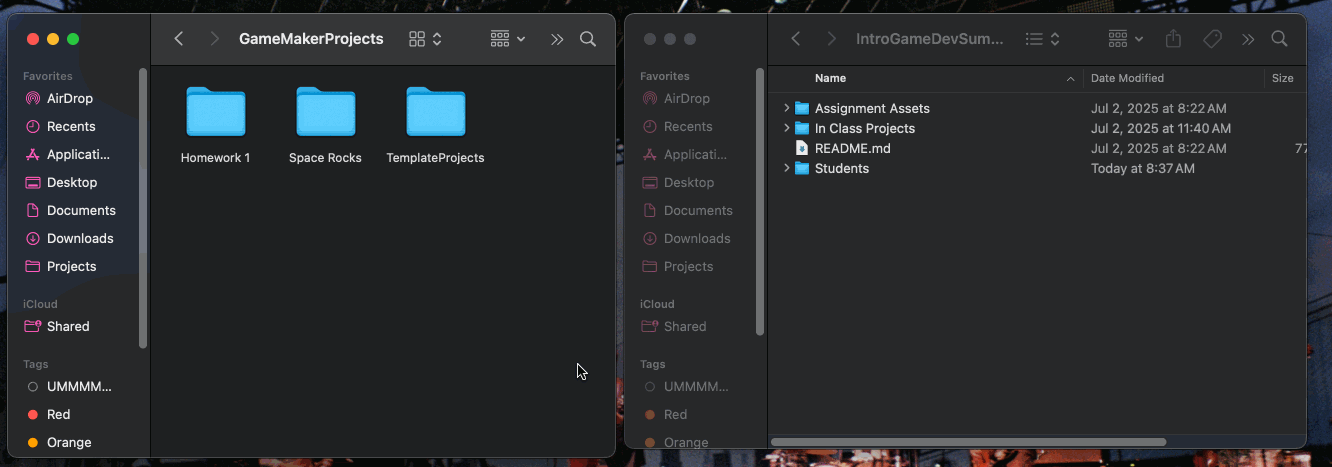 GameMakerProjects
Favorites
AirDrop
Recents
Applicati...
Desktop
Documents
Downloads
Projects
iCloud
Shared
Tags
UMMMM...
Red
Orange
Homework 1
Space Rocks
TemplateProjects
IntroGameDevSum...
Favorites
AirDrop
Recents
Applicati...
Desktop
Documents
Downloads
Projects
iCloud
Shared
Tags
UMMMM...
Red
Orange
Name Date Modified Size
Assignment Assets Jul 2, 2025 at 8:22 AM
In Class Projects Jul 2, 2025 at 11:40 AM
README.md Jul 2, 2025 at 8:22 AM 77
Students Today at 8:37 AM